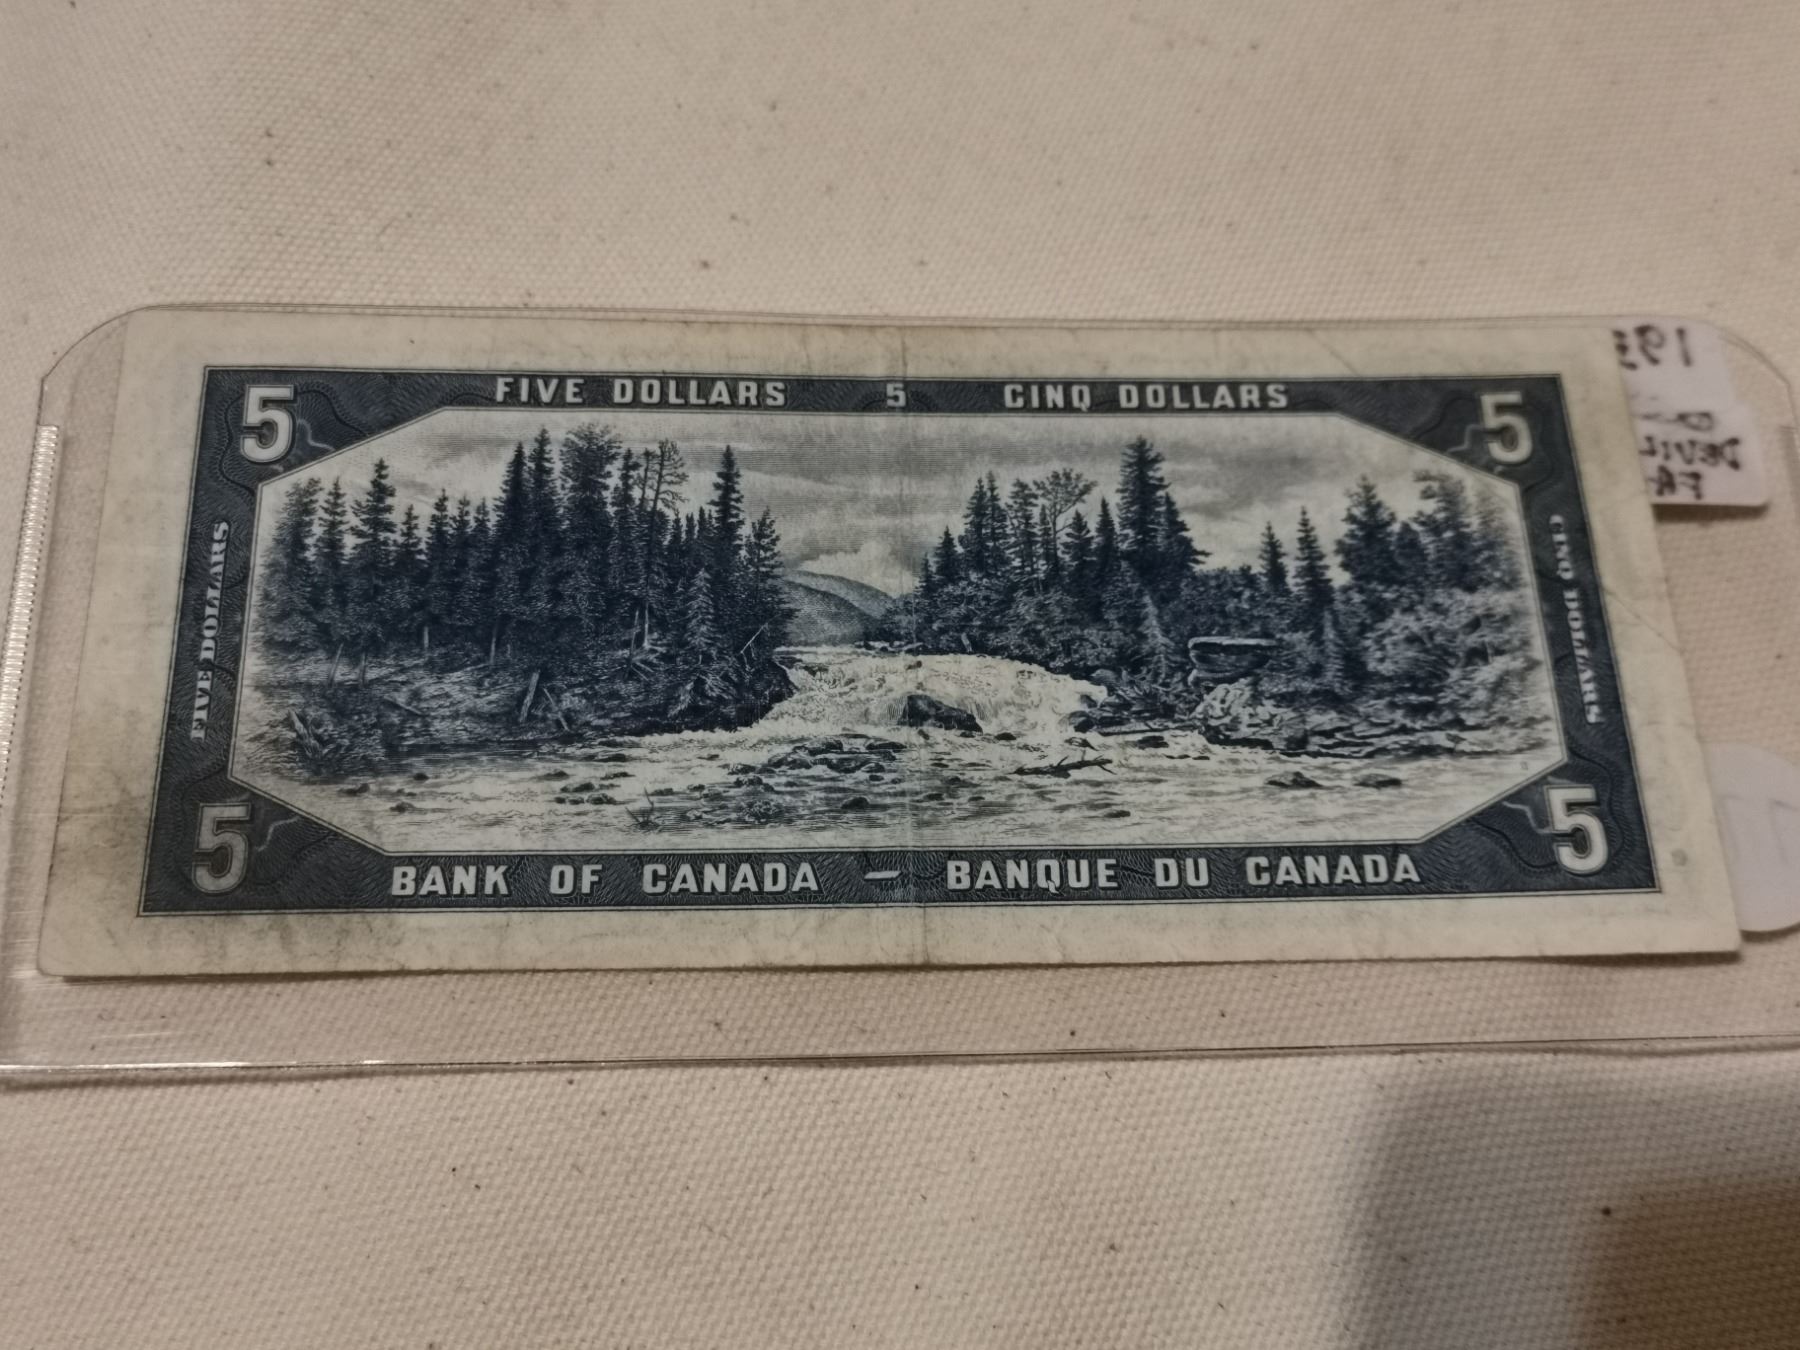 5 FIVE DOLLARS 5 CINQ DOLLARS 5
FIVE DOLLARS
CINQ DOLLARS
5 BANK OF CANADA – BANQUE DU CANADA 5